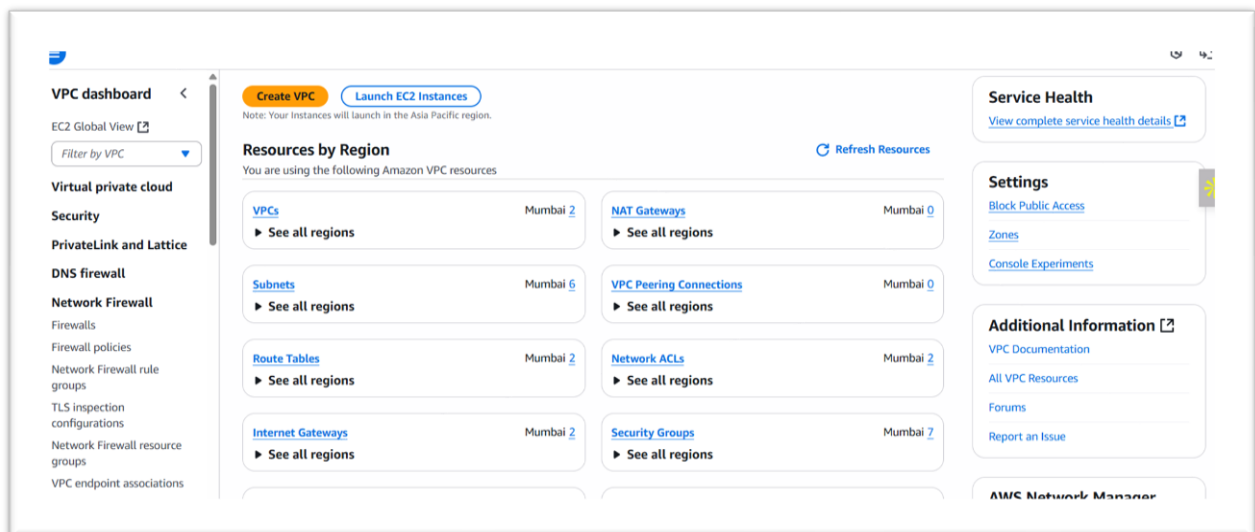 VPC dashboard
EC2 Global View
Filter by VPC
Virtual private cloud
Security
PrivateLink and Lattice
DNS firewall
Network Firewall
Firewalls
Firewall policies
Network Firewall rule
groups
TLS inspection
configurations
Network Firewall resource
groups
VPC endpoint associations
Create VPC
Launch EC2 Instances
Note: Your Instances will launch in the Asia Pacific region.
Resources by Region
Refresh Resources
You are using the following Amazon VPC resources
VPCs Mumbai 2
See all regions
NAT Gateways Mumbai 0
See all regions
Subnets Mumbai 6
See all regions
VPC Peering Connections Mumbai 0
See all regions
Route Tables Mumbai 2
See all regions
Network ACLs Mumbai 2
See all regions
Internet Gateways Mumbai 2
See all regions
Security Groups Mumbai 7
See all regions
Service Health
View complete service health details
Settings
Block Public Access
Zones
Console Experiments
Additional Information
VPC Documentation
All VPC Resources
Forums
Report an Issue
AWS Network Manager